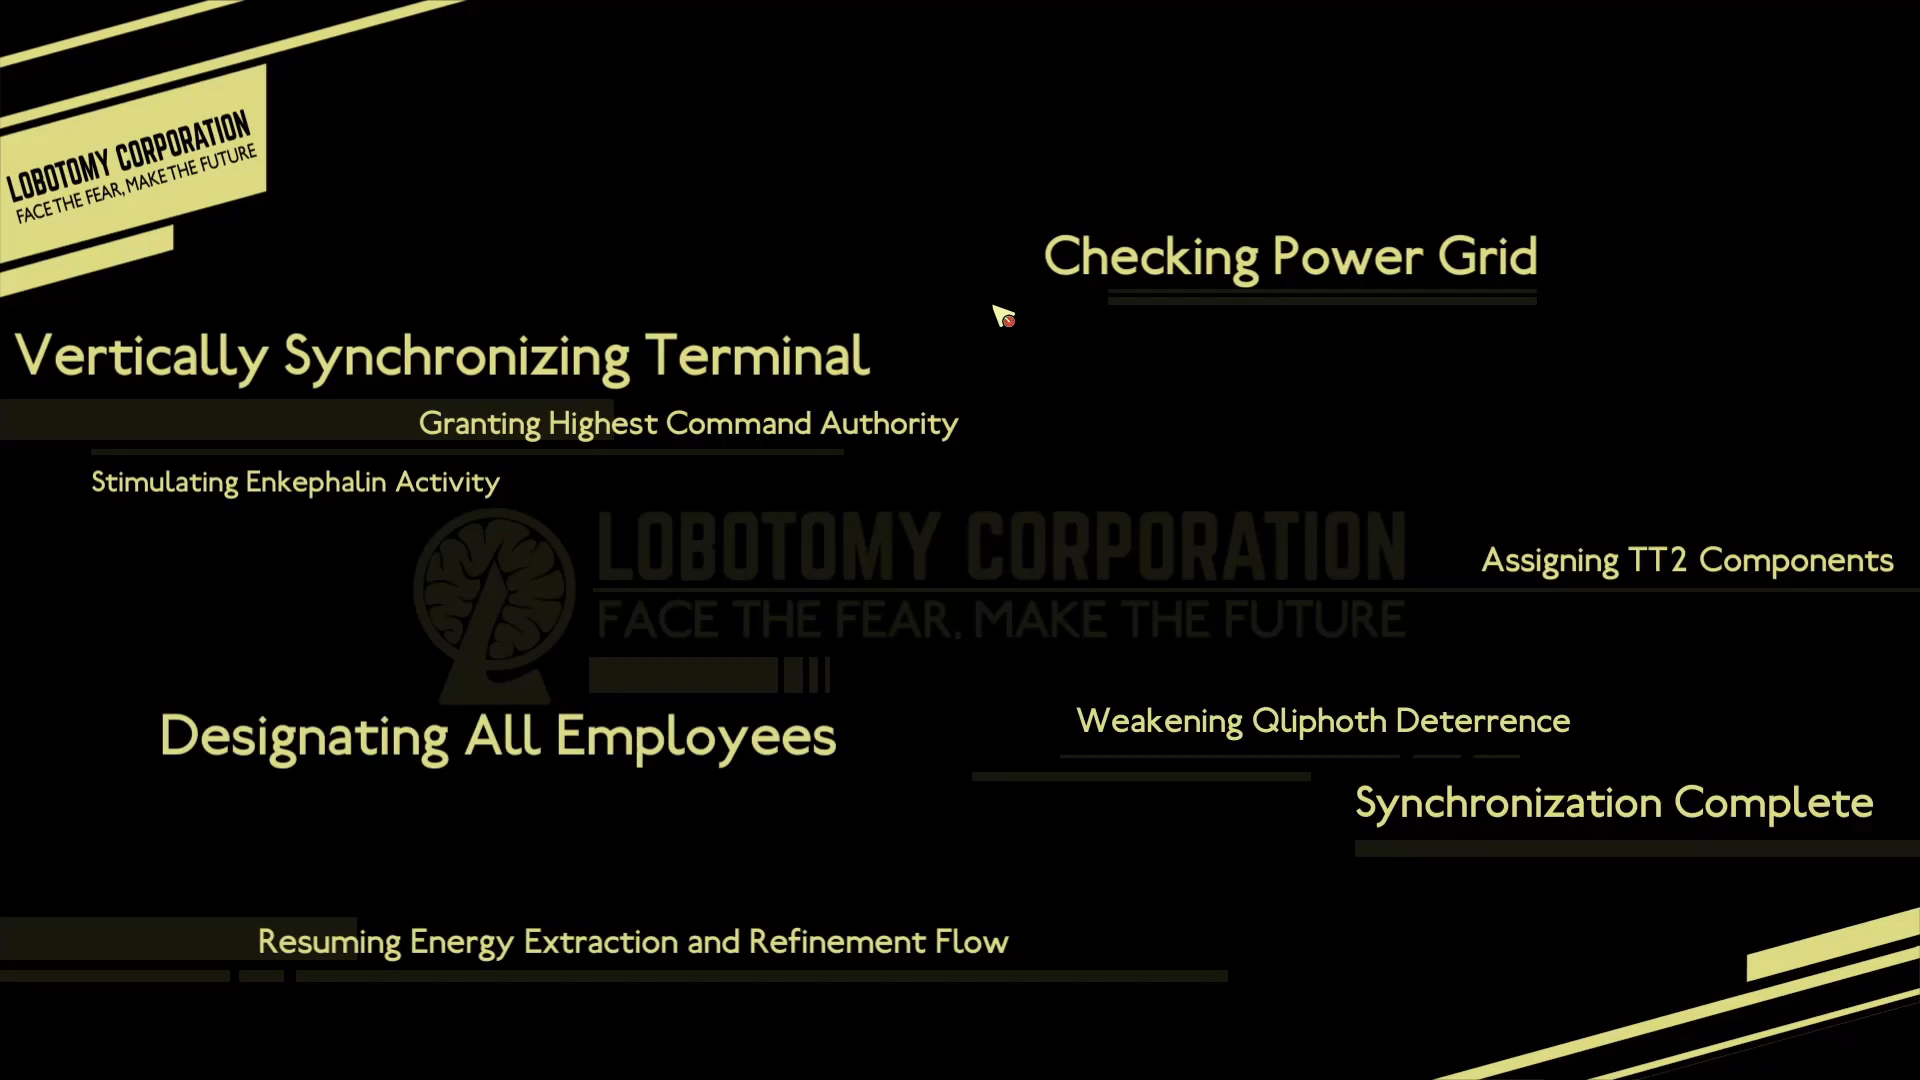 LOBOTOMY CORPORATION
FACE THE FEAR, MAKE THE FUTURE
Checking Power Grid
Vertically Synchronizing Terminal
Granting Highest Command Authority
Stimulating Enkephalin Activity
LOBOTOMY CORPORATION
FACE THE FEAR, MAKE THE FUTURE
Assigning TT2 Components
Designating All Employees
Weakening Qliphoth Deterrence
Synchronization Complete
Resuming Energy Extraction and Refinement Flow